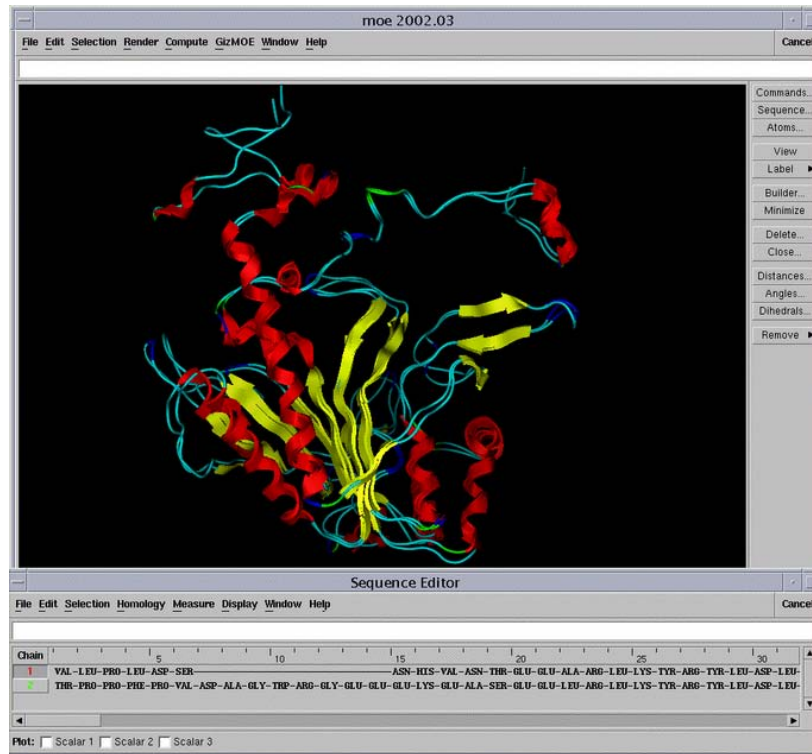 moe 2002.03
File Edit Selection Render Compute GizMOE Window Help Cancel
Commands...
Sequence...
Atoms...
View
Label
Builder...
Minimize
Delete...
Close...
Distances...
Angles...
Dihedrals...
Remove
Sequence Editor
File Edit Selection Homology Measure Display Window Help Cancel
Chain 5 10 15 20 25 30
1 VAL-LEU-PRO-LEU-ASP-SER ASN-HIS-VAL-ASN-THR-GLU-GLU-ALA-ARG-LEU-LYS-TYR-ARG-TYR-LEU-ASP-LEU-
2 THR-PRO-PRO-PHE-PRO-VAL-ASP-ALA-GLY-TRP-ARG-GLY-GLU-GLU-GLU-LYS-GLU-ALA-SER-GLU-GLU-LEU-ARG-LEU-LYS-TYR-ARG-TYR-LEU-ASP-LEU-
Plot: Scalar 1 Scalar 2 Scalar 3